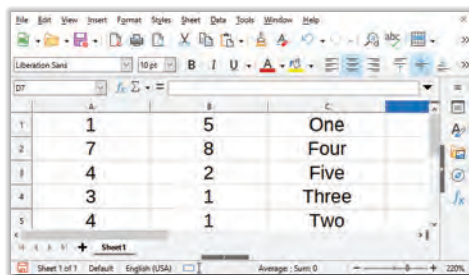 File Edit View Insert Format Styles Sheet Data Tools Window Help
Liberation Sans 10 pt B I U A
D7 fx Σ =
A B C
1 1 5 One
2 7 8 Four
3 4 2 Five
4 3 1 Three
5 4 1 Two
Sheet1
Sheet 1 of 1 Default English (USA) Average: ; Sum: 0 220%